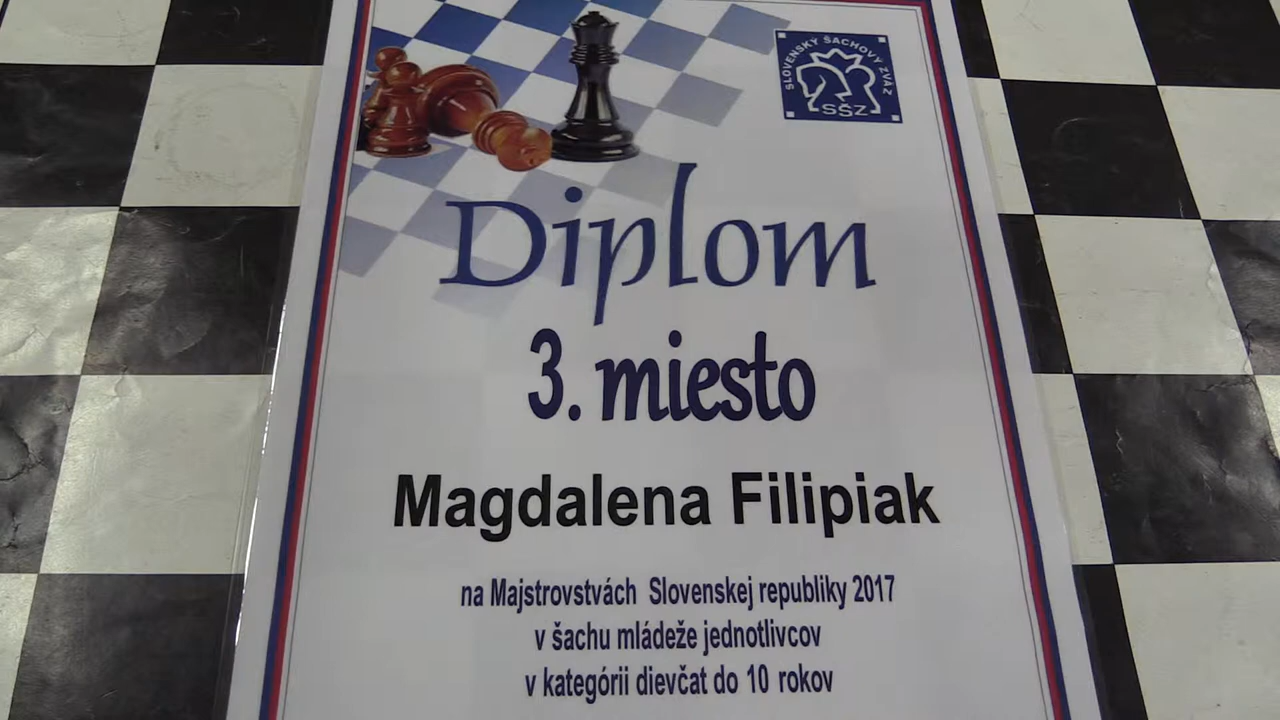 SLOVENSKÝ ŠACHOVÝ ZVÄZ
SŠZ
Diplom
3. miesto
Magdalena Filipiak
na Majstrovstvách Slovenskej republiky 2017
v šachu mládeže jednotlivcov
v kategórii dievčat do 10 rokov